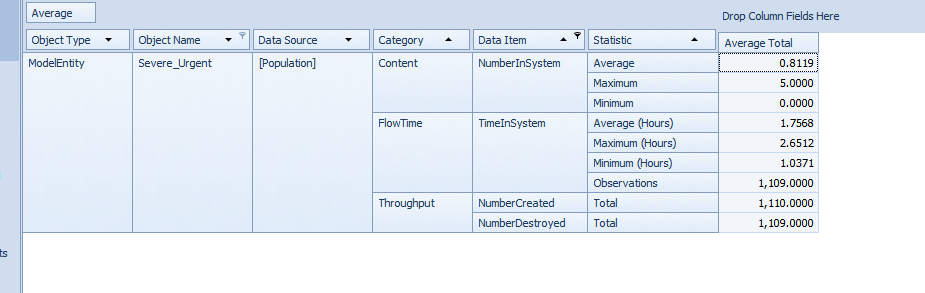 Average
Drop Column Fields Here
Object Type Object Name Data Source Category Data Item Statistic Average Total
ModelEntity Severe_Urgent [Population] Content NumberInSystem Average 0.8119
Maximum 5.0000
Minimum 0.0000
FlowTime TimeInSystem Average (Hours) 1.7568
Maximum (Hours) 2.6512
Minimum (Hours) 1.0371
Observations 1,109.0000
Throughput NumberCreated Total 1,110.0000
NumberDestroyed Total 1,109.0000
ts